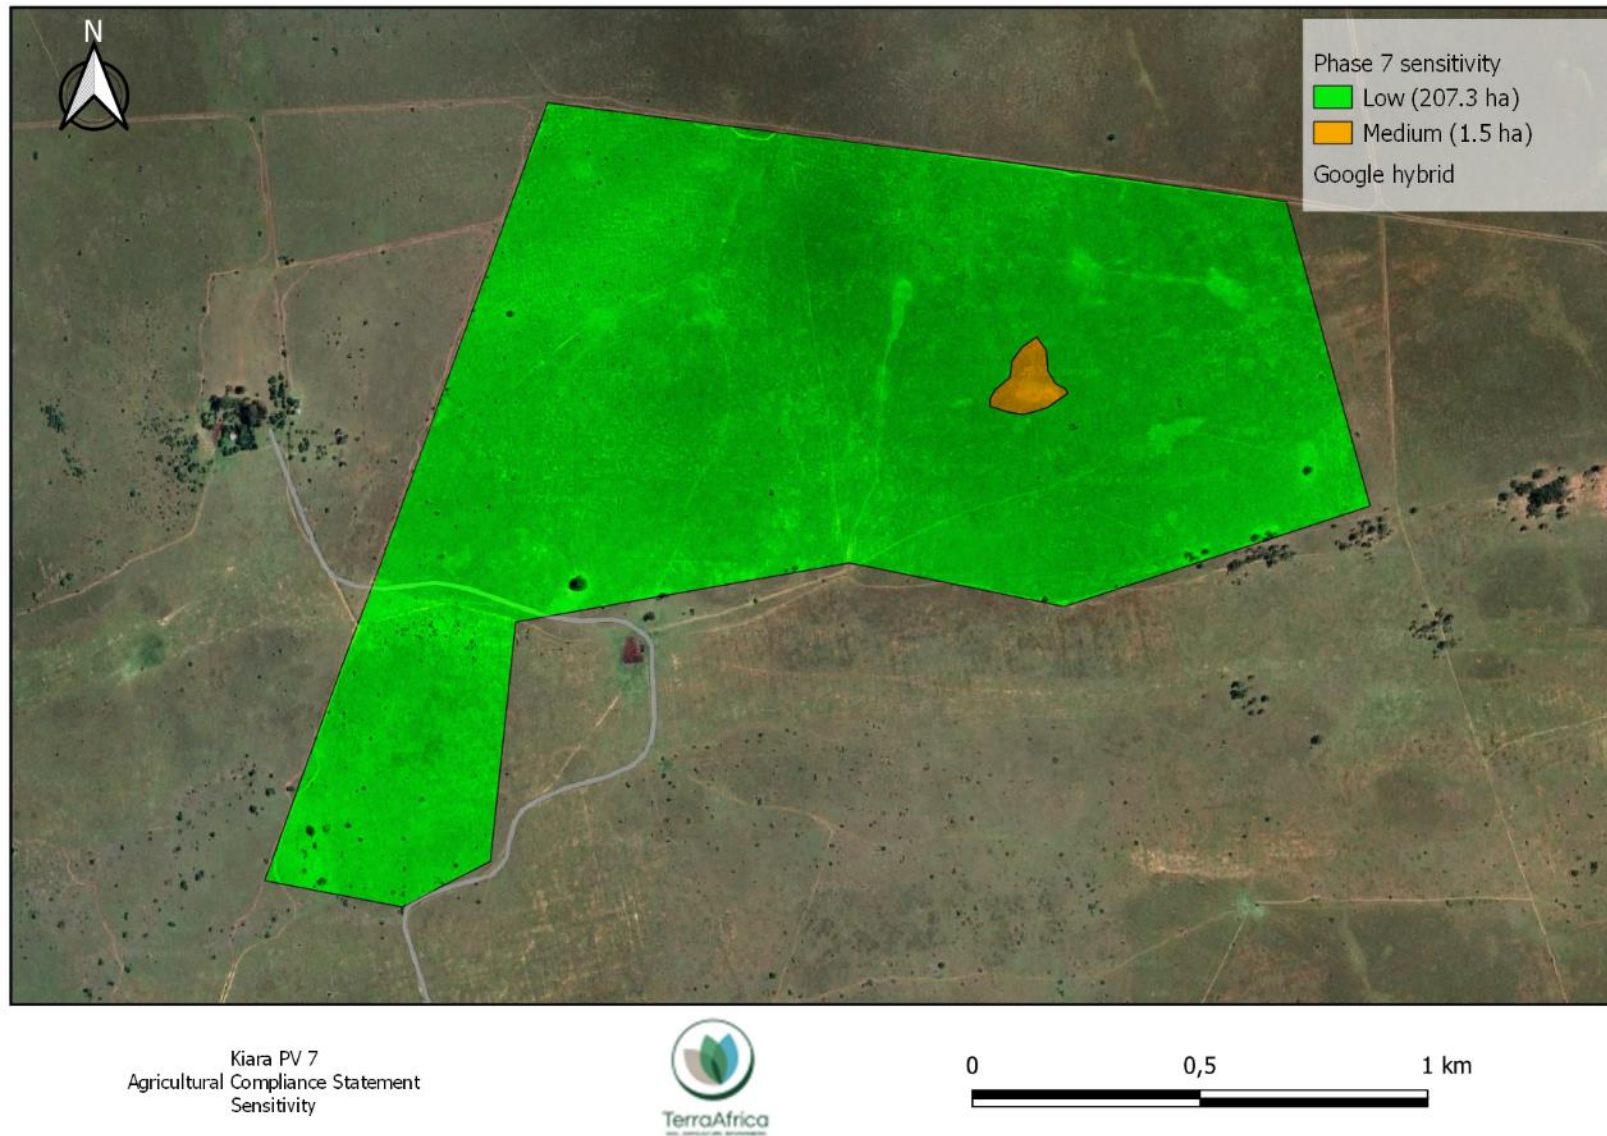 N
Phase 7 sensitivity
Low (207.3 ha)
Medium (1.5 ha)
Google hybrid
Kiara PV 7
Agricultural Compliance Statement
Sensitivity
TerraAfrica
0 0,5 1 km